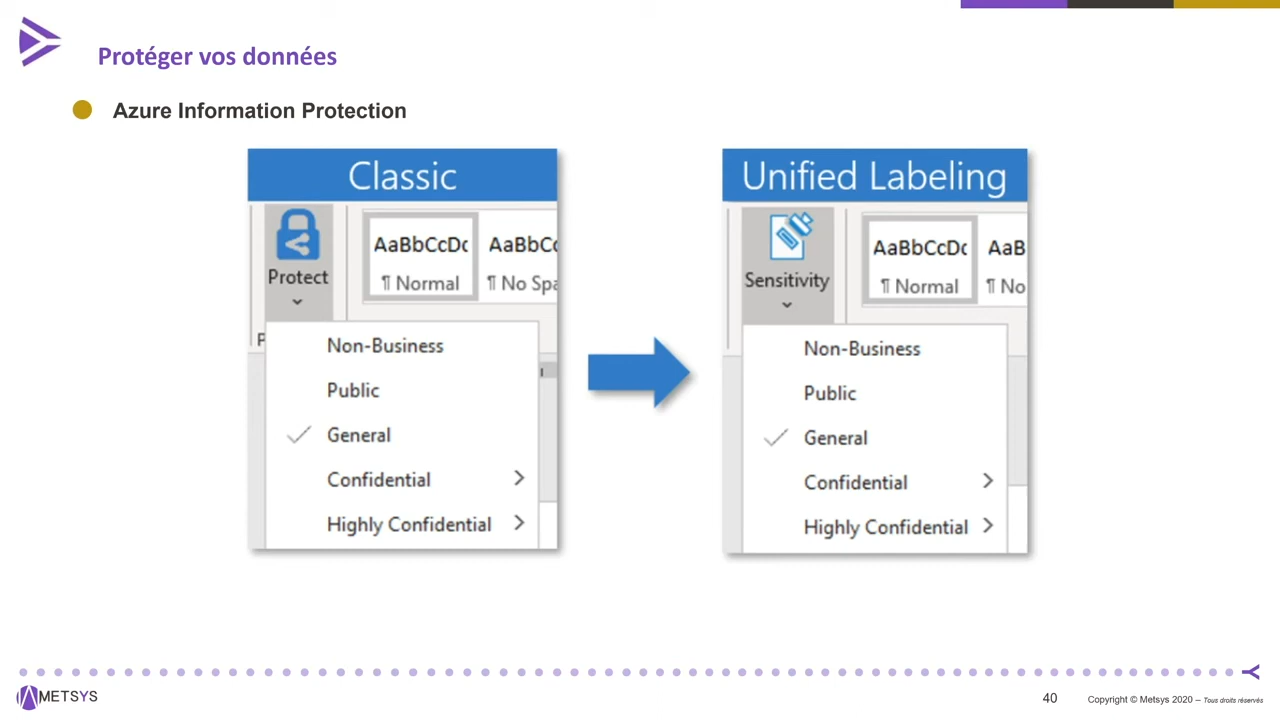 Protéger vos données
Azure Information Protection
Classic
Protect
AaBbCcDc
AaBbCc
¶ Normal
¶ No Spa
Non-Business
Public
General
Confidential
Highly Confidential
Unified Labeling
Sensitivity
AaBbCcDc
AaB
¶ Normal
¶ No
Non-Business
Public
General
Confidential
Highly Confidential
METSYS
40
Copyright © Metsys 2020 – Tous droits réservés